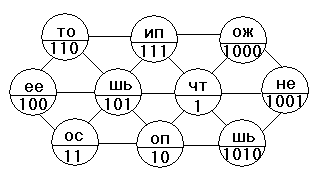 то ип ож
110 111 1000
ее шь чт не
100 101 1 1001
ос оп шь
11 10 1010